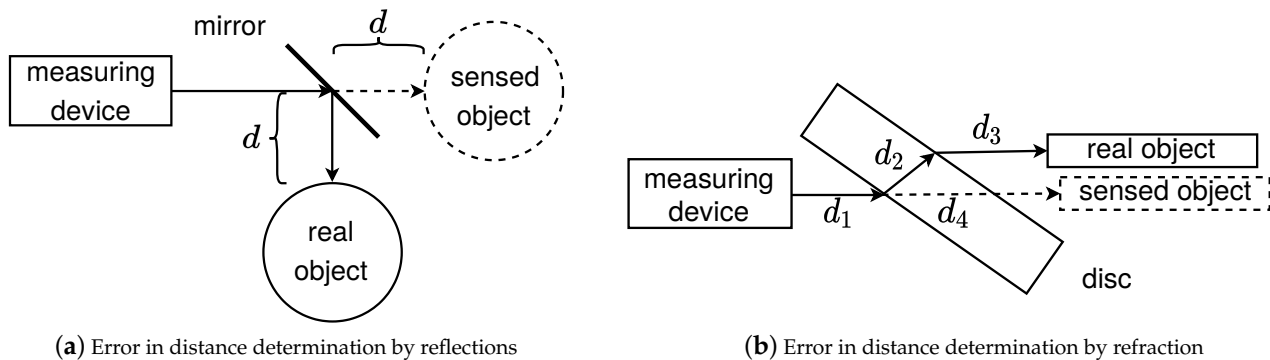 mirror
d
measuring
device
sensed
object
d
real
object
(a) Error in distance determination by reflections
d3
real object
d2
measuring
device
sensed object
d1
d4
disc
(b) Error in distance determination by refraction